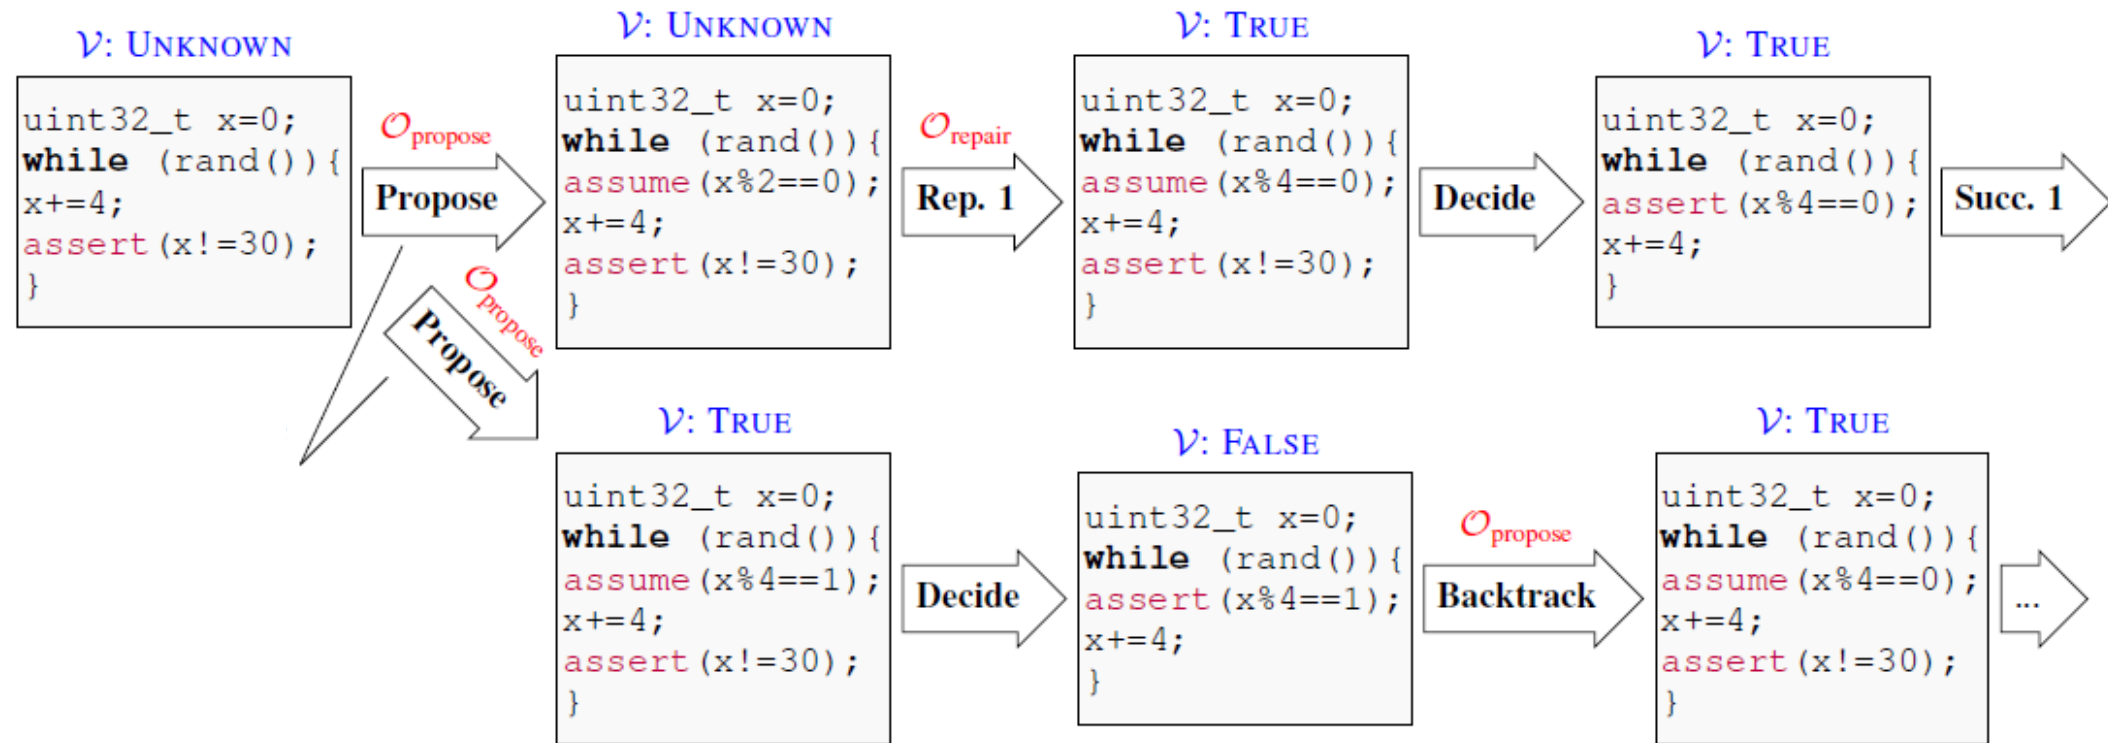 𝒱: UNKNOWN
uint32_t x=0;
while (rand()){
x+=4;
assert(x!=30);
}
𝒪propose
Propose
𝒱: UNKNOWN
uint32_t x=0;
while (rand()){
assume(x%2==0);
x+=4;
assert(x!=30);
}
𝒪repair
Rep. 1
𝒱: TRUE
uint32_t x=0;
while (rand()){
assume(x%4==0);
x+=4;
assert(x!=30);
}
Decide
𝒱: TRUE
uint32_t x=0;
while (rand()){
assert(x%4==0);
x+=4;
}
Succ. 1
𝒪propose
Propose
𝒱: TRUE
uint32_t x=0;
while (rand()){
assume(x%4==1);
x+=4;
assert(x!=30);
}
Decide
𝒱: FALSE
uint32_t x=0;
while (rand()){
assert(x%4==1);
x+=4;
}
𝒪propose
Backtrack
𝒱: TRUE
uint32_t x=0;
while (rand()){
assume(x%4==0);
x+=4;
assert(x!=30);
}
...